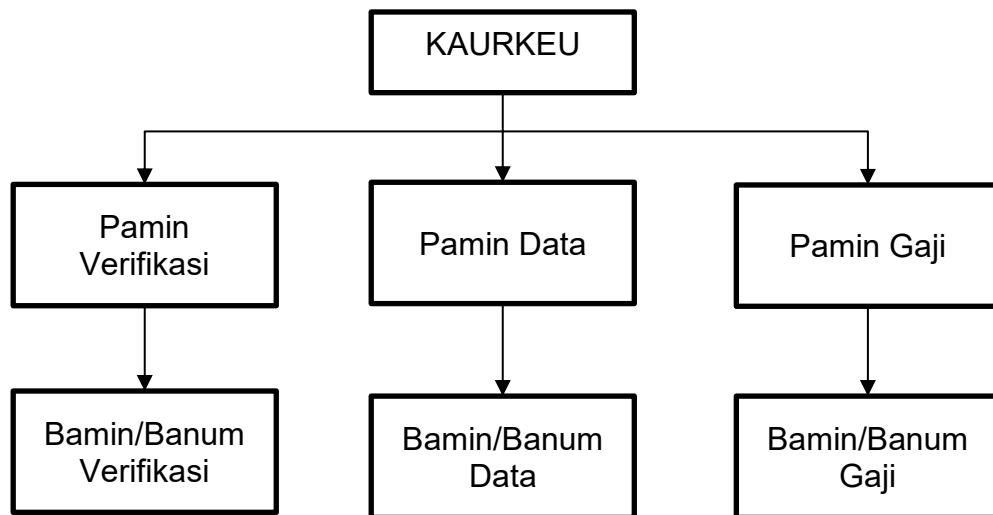 KAURKEU
Pamin
Verifikasi
Pamin Data
Pamin Gaji
Bamin/Banum
Verifikasi
Bamin/Banum
Data
Bamin/Banum
Gaji